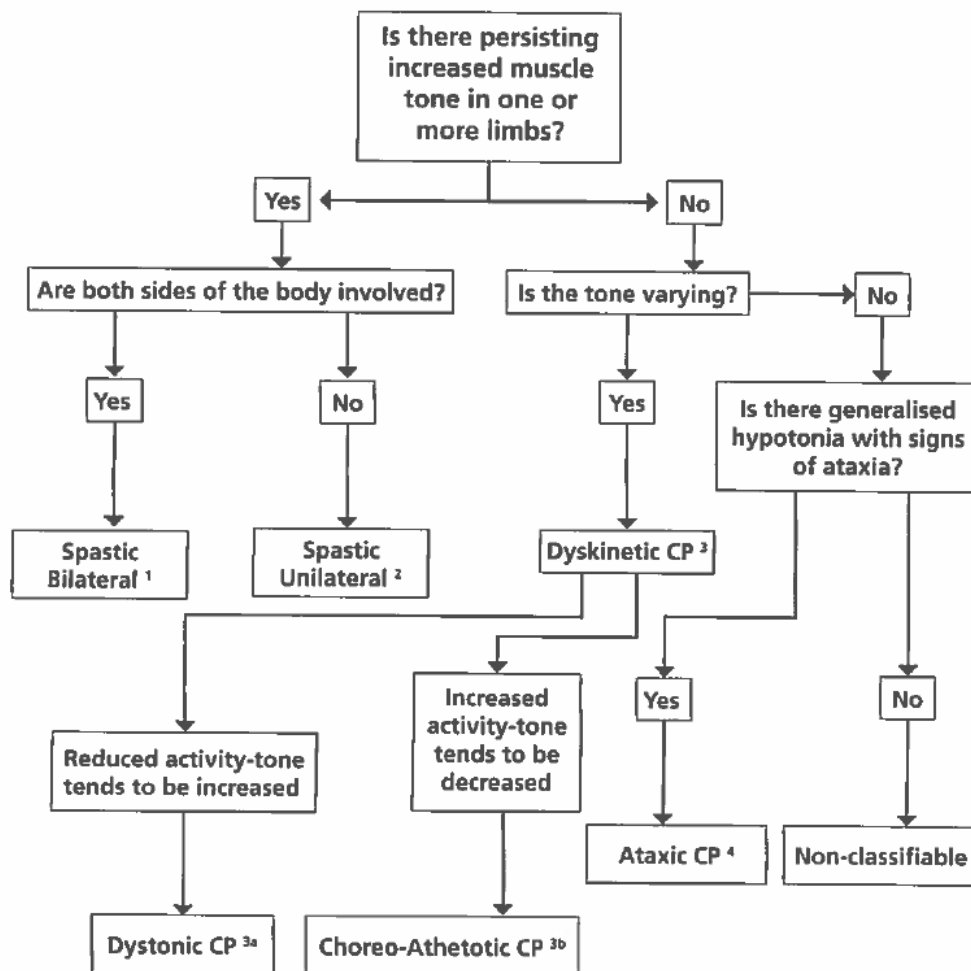 Is there persisting
increased muscle
tone in one or
more limbs?
Yes
No
Are both sides of the body involved?
Is the tone varying?
No
Yes
No
Yes
Is there generalised
hypotonia with signs
of ataxia?
Spastic
Bilateral ¹
Spastic
Unilateral ²
Dyskinetic CP ³
Reduced activity-tone
tends to be increased
Increased
activity-tone
tends to be
decreased
Yes
No
Ataxic CP ⁴
Non-classifiable
Dystonic CP ³ᵃ
Choreo-Athetotic CP ³ᵇ